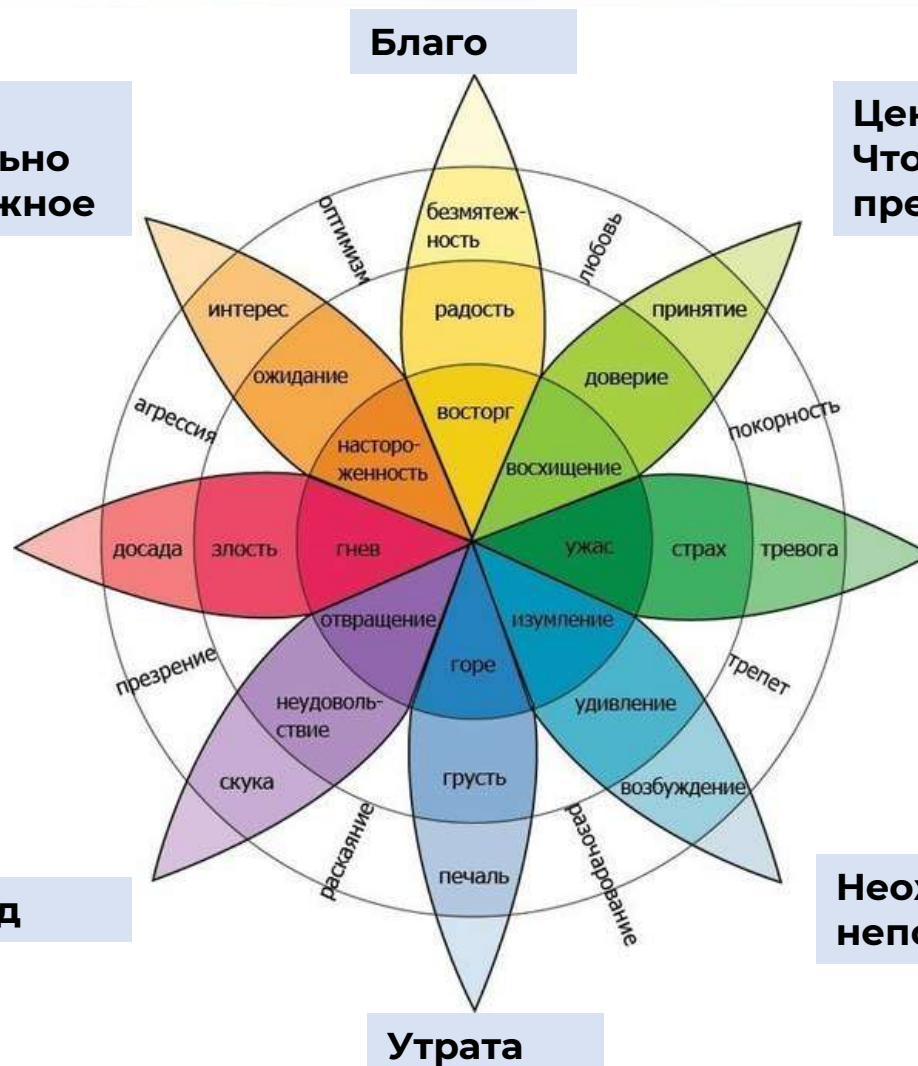 Благо
льно
жное
Цен
Что
пре
оптимизм
безмятеж-
ность
любовь
интерес
радость
принятие
ожидание
доверие
агрессия
восторг
покорность
насторо-
женность
восхищение
досада
злость
гнев
ужас
страх
тревога
отвращение
изумление
презрение
горе
трепет
неудоволь-
ствие
удивление
скука
грусть
возбуждение
раскаяние
разочарование
печаль
д
Неох
непо
Утрата